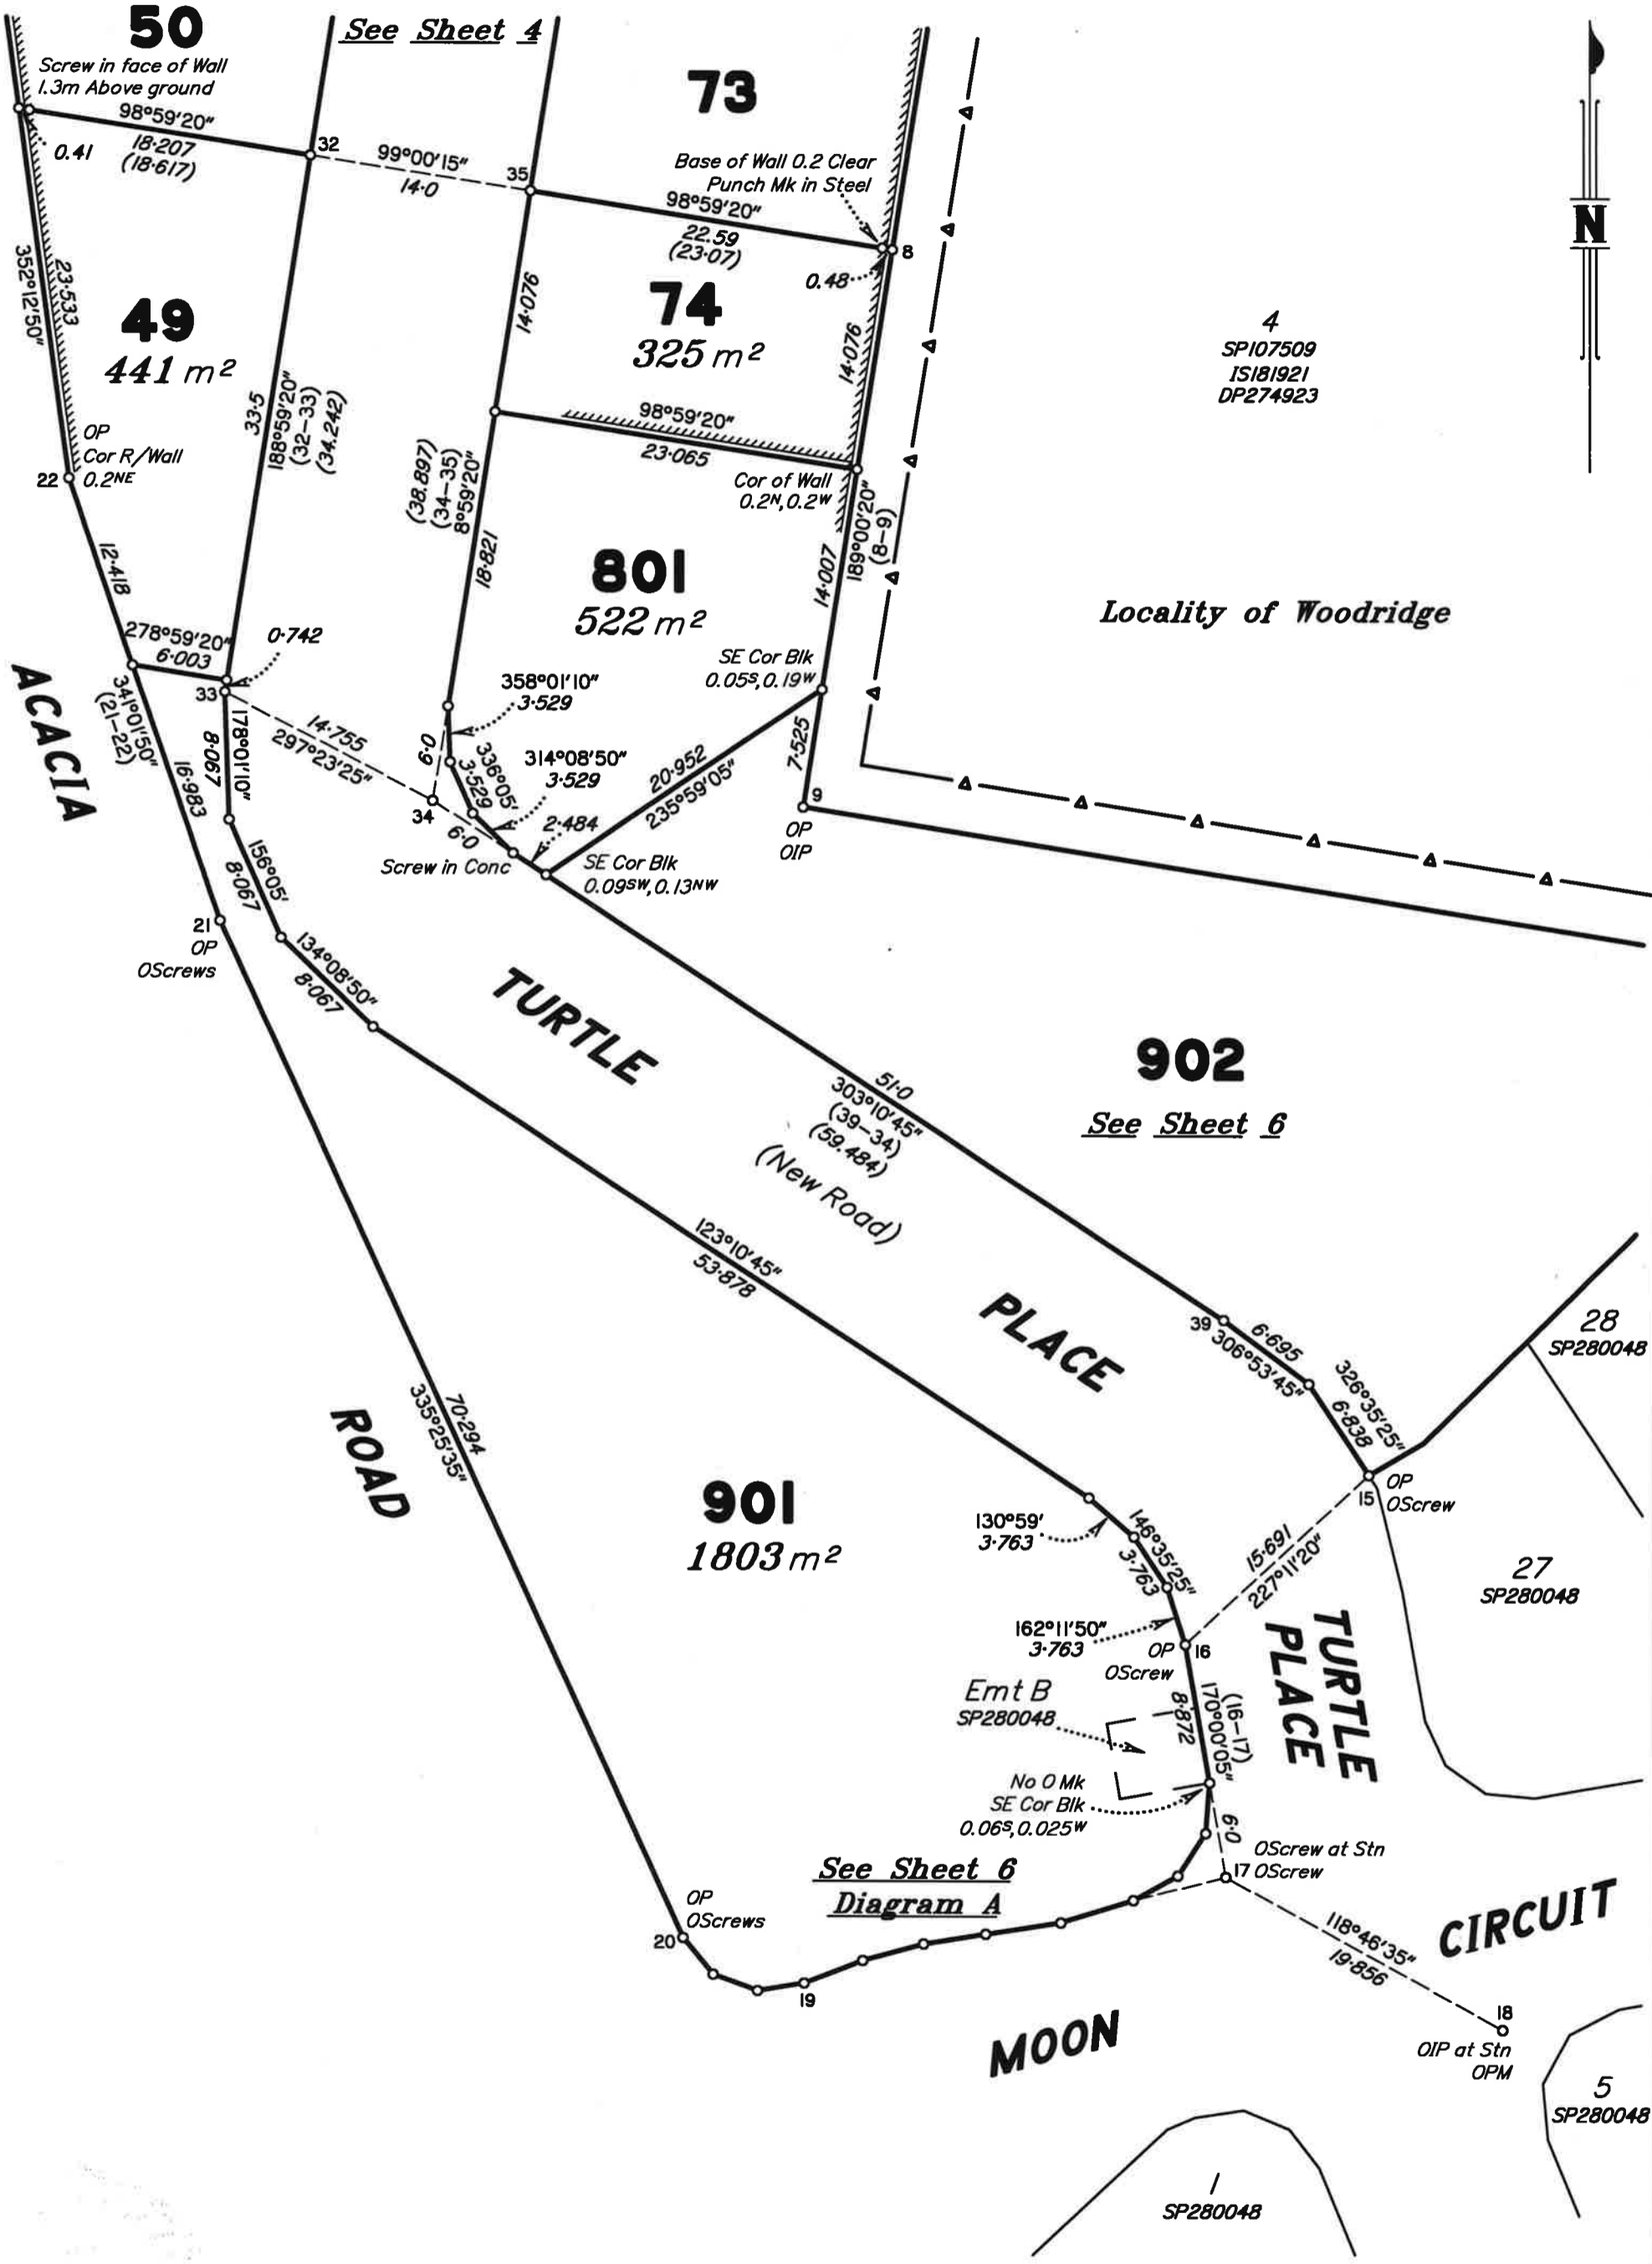 50
See Sheet 4
Screw in face of Wall
1.3m Above ground
98°59'20"
18·207
(18·617)
0.41
32
99°00'15"
14·0
35
73
Base of Wall 0.2 Clear
Punch Mk in Steel
98°59'20"
22.59
(23·07)
8
0.48
N
352°12'50"
23·533
49
441 m²
33·5
188°59'20"
(32-33)
(34.242)
14·076
74
325 m²
14·076
4
SP107509
IS181921
DP274923
98°59'20"
23·065
OP
Cor R/Wall
22
0.2NE
(38.897)
(34-35)
8°59'20"
18·821
Cor of Wall
0.2N, 0.2W
189°00'20"
(8-9)
14·007
801
522 m²
Locality of Woodridge
12·418
278°59'20"
6·003
0·742
33
341°01'50"
(21-22)
16·983
178°01'10"
8·067
14·755
297°23'25"
358°01'10"
3·529
6·0
336°05'
3·529
314°08'50"
3·529
34
6·0
2·484
Screw in Conc
SE Cor Blk
0.05S, 0.19W
20·952
235°59'05"
7·525
9
OP
OIP
SE Cor Blk
0.09SW, 0.13NW
ACACIA
156°05'
8·067
21
OP
OScrews
134°08'50"
8·067
TURTLE
51·0
303°10'45"
(39-34)
(59.484)
(New Road)
902
See Sheet 6
123°10'45"
53·878
PLACE
39
6·695
306°53'45"
326°35'25"
6·838
28
SP280048
ROAD
70·294
335°25'35"
901
1803 m²
15
OP
OScrew
130°59'
3·763
146°35'25"
3·763
15·691
227°11'20"
27
SP280048
162°11'50"
3·763
OP
16
OScrew
TURTLE
PLACE
Emt B
SP280048
8·872
170°00'05"
(16-17)
No O Mk
SE Cor Blk
0.06S, 0.025W
6·0
OScrew at Stn
17 OScrew
See Sheet 6
Diagram A
OP
OScrews
20
19
118°46'35"
19·856
CIRCUIT
MOON
18
OIP at Stn
OPM
5
SP280048
1
SP280048